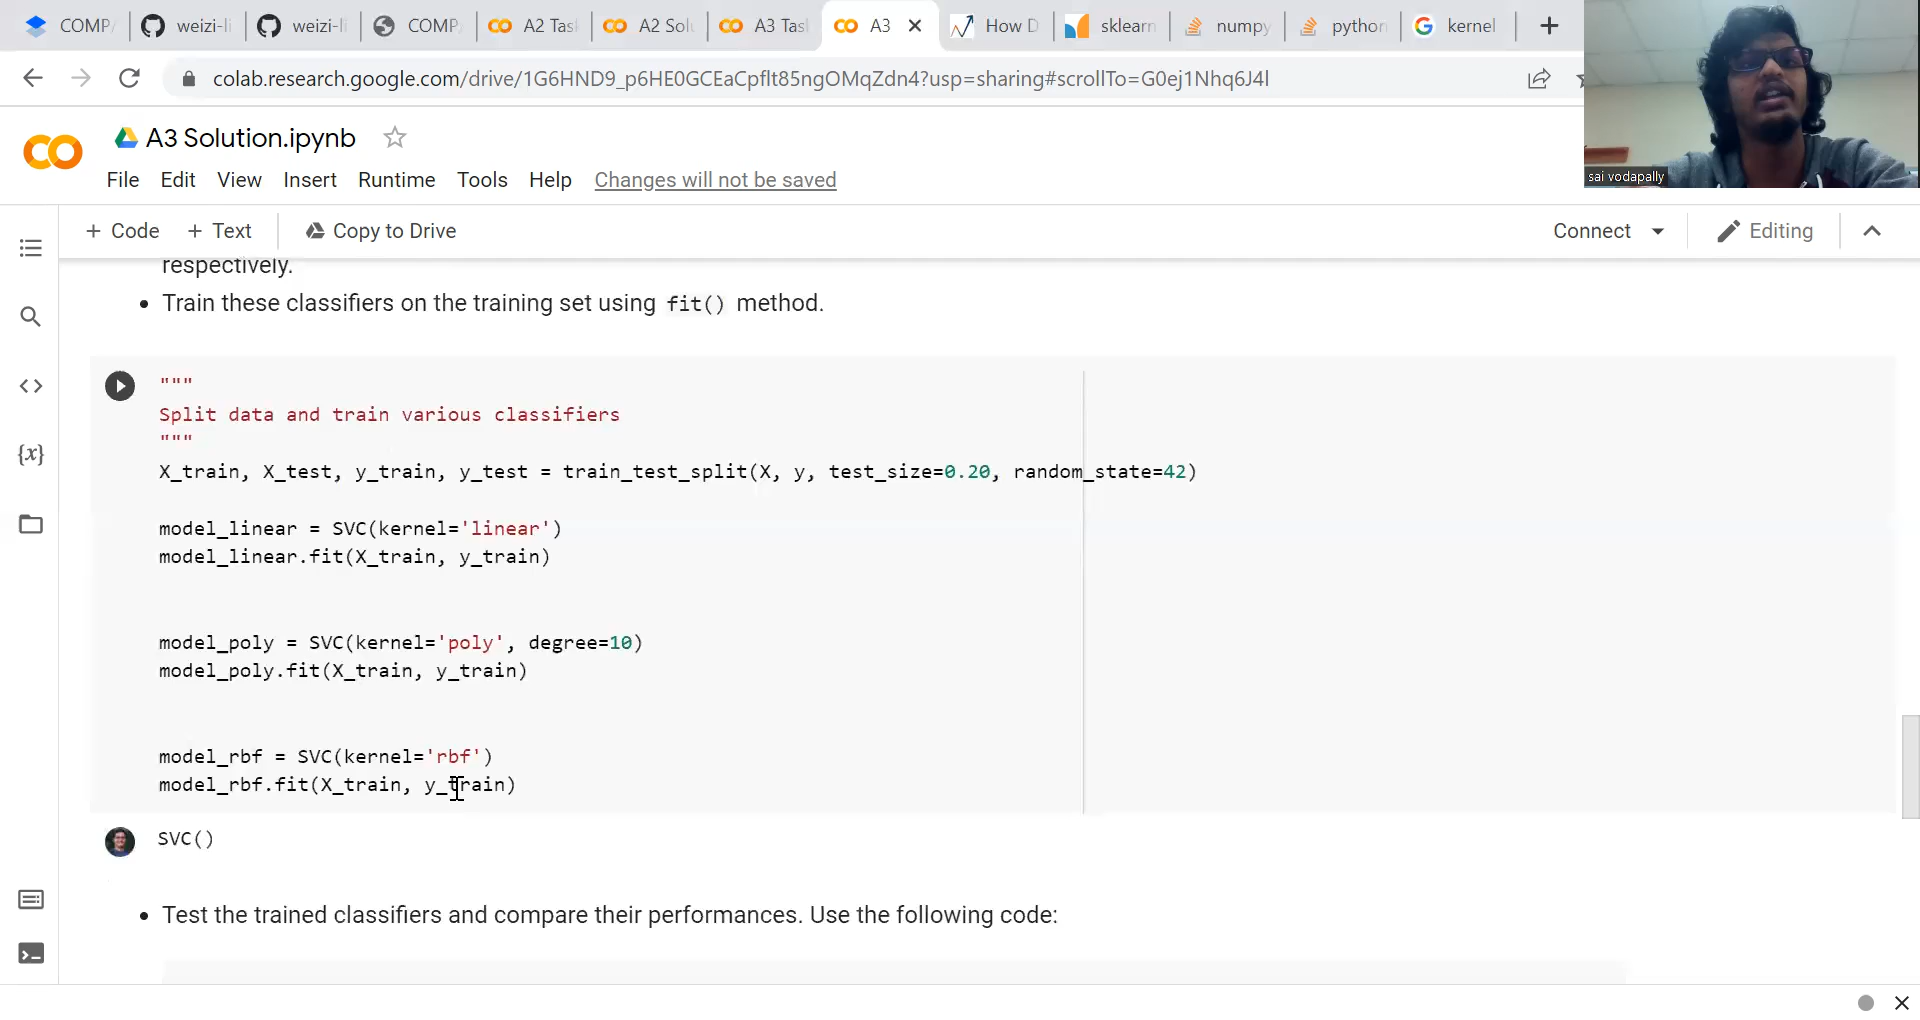 COMP/
weizi-li
weizi-li
COMP
A2 Tas
A2 Sol
A3 Tas
A3
How D
sklearn
numpy
python
kernel
colab.research.google.com/drive/1G6HND9_p6HE0GCEaCpflt85ngOMqZdn4?usp=sharing#scrollTo=G0ej1Nhq6J4l
A3 Solution.ipynb
File Edit View Insert Runtime Tools Help Changes will not be saved
sai vodapally
+ Code + Text Copy to Drive Connect Editing
respectively.
• Train these classifiers on the training set using fit() method.
"""
Split data and train various classifiers
"""
X_train, X_test, y_train, y_test = train_test_split(X, y, test_size=0.20, random_state=42)
model_linear = SVC(kernel='linear')
model_linear.fit(X_train, y_train)
model_poly = SVC(kernel='poly', degree=10)
model_poly.fit(X_train, y_train)
model_rbf = SVC(kernel='rbf')
model_rbf.fit(X_train, y_train)
SVC()
• Test the trained classifiers and compare their performances. Use the following code: